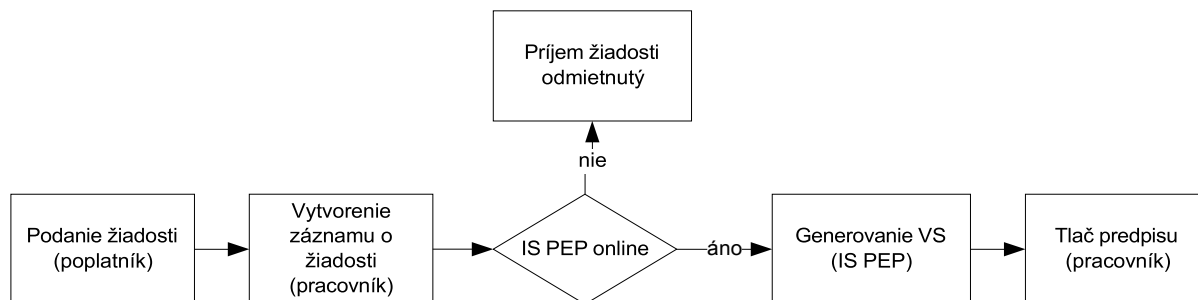 Príjem žiadosti
odmietnutý
nie
Podanie žiadosti
(poplatník)
Vytvorenie
záznamu o
žiadosti
(pracovník)
IS PEP online
áno
Generovanie VS
(IS PEP)
Tlač predpisu
(pracovník)